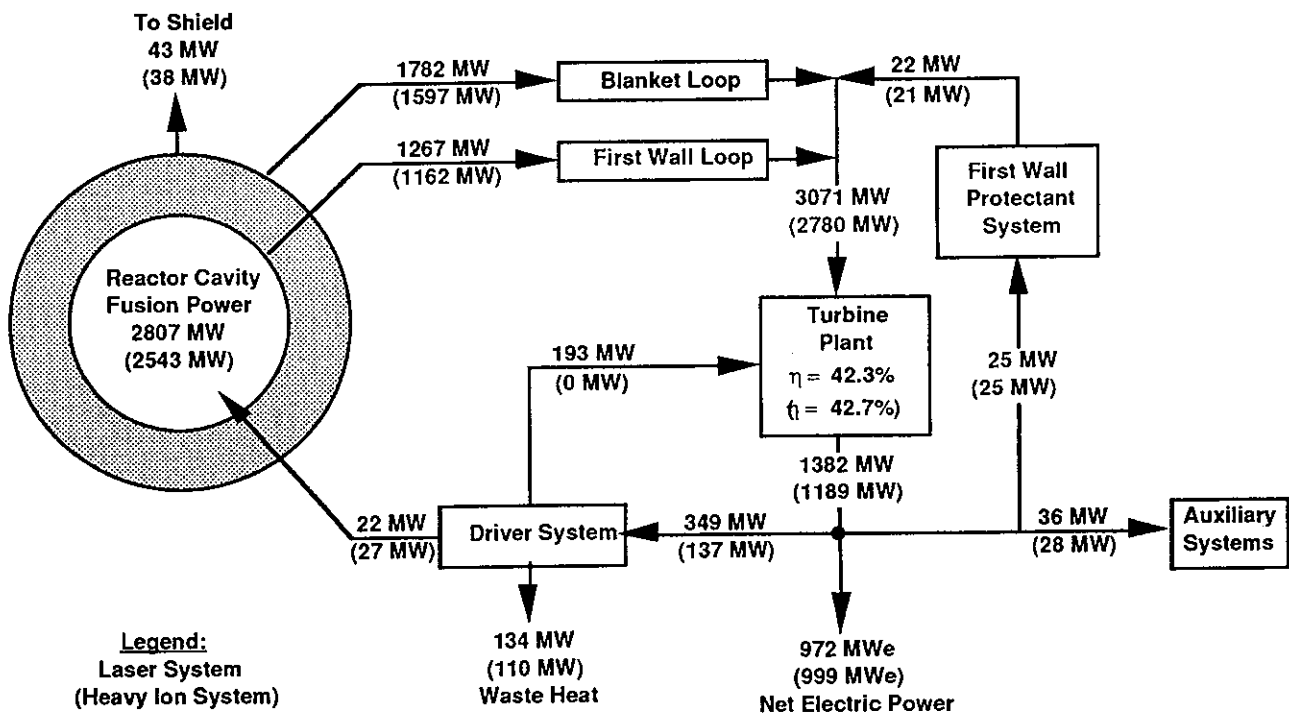 To Shield
43 MW
(38 MW)
1782 MW
(1597 MW)
Blanket Loop
22 MW
(21 MW)
1267 MW
(1162 MW)
First Wall Loop
3071 MW
(2780 MW)
First Wall
Protectant
System
Reactor Cavity
Fusion Power
2807 MW
(2543 MW)
193 MW
(0 MW)
Turbine
Plant
η = 42.3%
(η = 42.7%)
25 MW
(25 MW)
1382 MW
(1189 MW)
22 MW
(27 MW)
Driver System
349 MW
(137 MW)
36 MW
(28 MW)
Auxiliary
Systems
134 MW
(110 MW)
Waste Heat
972 MWe
(999 MWe)
Net Electric Power
Legend:
Laser System
(Heavy Ion System)